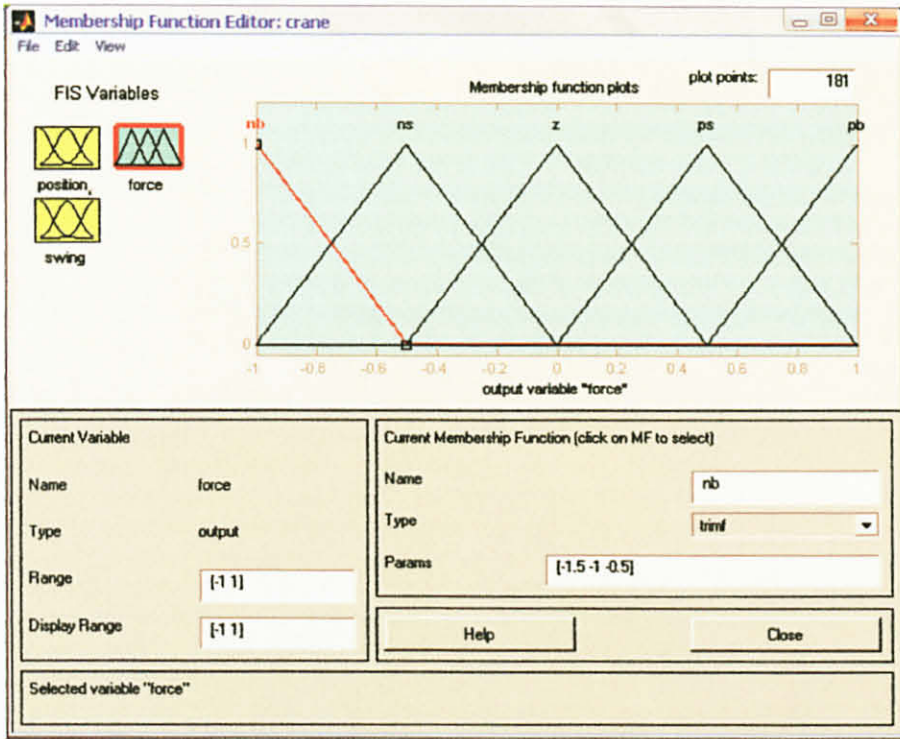 Membership Function Editor: crane
File Edit View
FIS Variables
Membership function plots
plot points: 181
nb ns z ps pb
position
force
swing
1
0.5
0
-1 -0.8 -0.6 -0.4 -0.2 0 0.2 0.4 0.6 0.8 1
output variable "force"
Current Variable
Name force
Type output
Range [-1 1]
Display Range [-1 1]
Current Membership Function (click on MF to select)
Name nb
Type trimf
Params [-1.5 -1 -0.5]
Help Close
Selected variable "force"